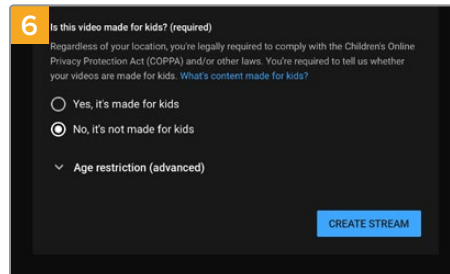 6
Is this video made for kids? (required)
Regardless of your location, you're legally required to comply with the Children's Online
Privacy Protection Act (COPPA) and/or other laws. You're required to tell us whether
your videos are made for kids. What's content made for kids?
Yes, it's made for kids
No, it's not made for kids
Age restriction (advanced)
CREATE STREAM